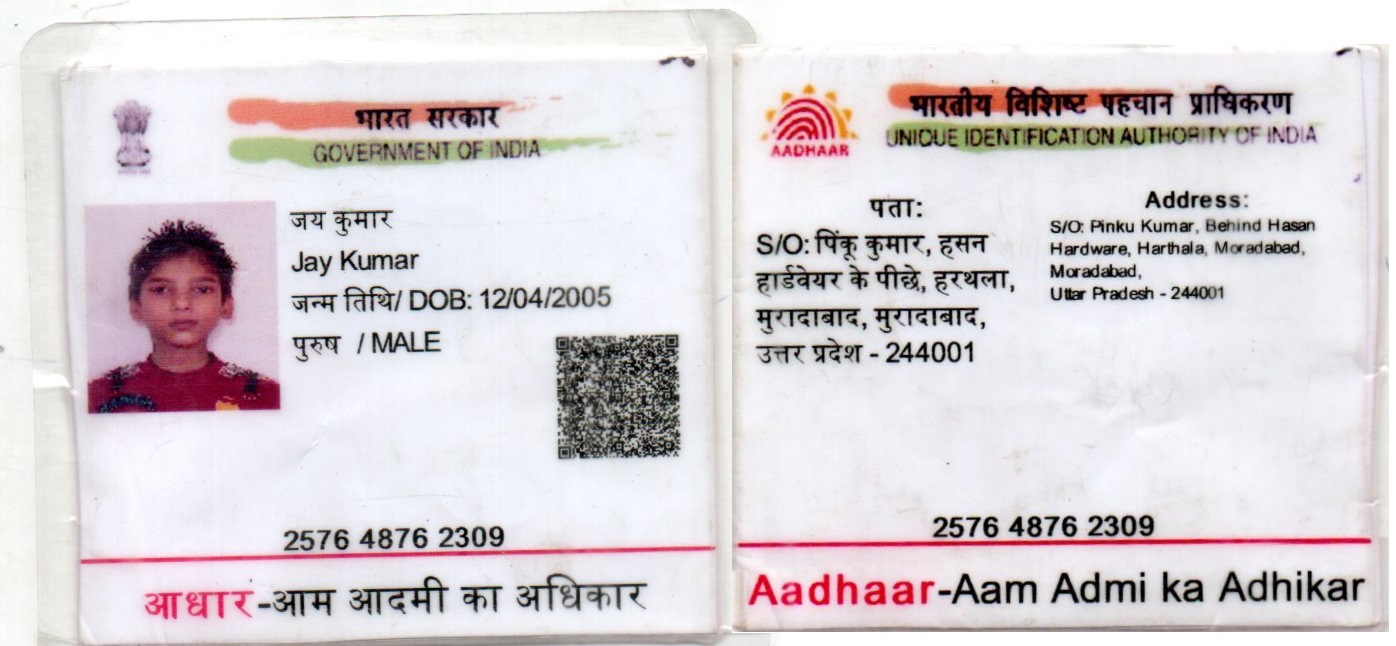 भारत सरकार
GOVERNMENT OF INDIA
जय कुमार
Jay Kumar
जन्म तिथि/ DOB: 12/04/2005
पुरुष / MALE
2576 4876 2309
आधार-आम आदमी का अधिकार
भारतीय विशिष्ट पहचान प्राधिकरण
UNIQUE IDENTIFICATION AUTHORITY OF INDIA
AADHAAR
पता:
S/O: पिंकू कुमार, हसन
हार्डवेयर के पीछे, हरथला,
मुरादाबाद, मुरादाबाद,
उत्तर प्रदेश - 244001
Address:
S/O: Pinku Kumar, Behind Hasan
Hardware, Harthala, Moradabad,
Moradabad,
Uttar Pradesh - 244001
2576 4876 2309
Aadhaar-Aam Admi ka Adhikar